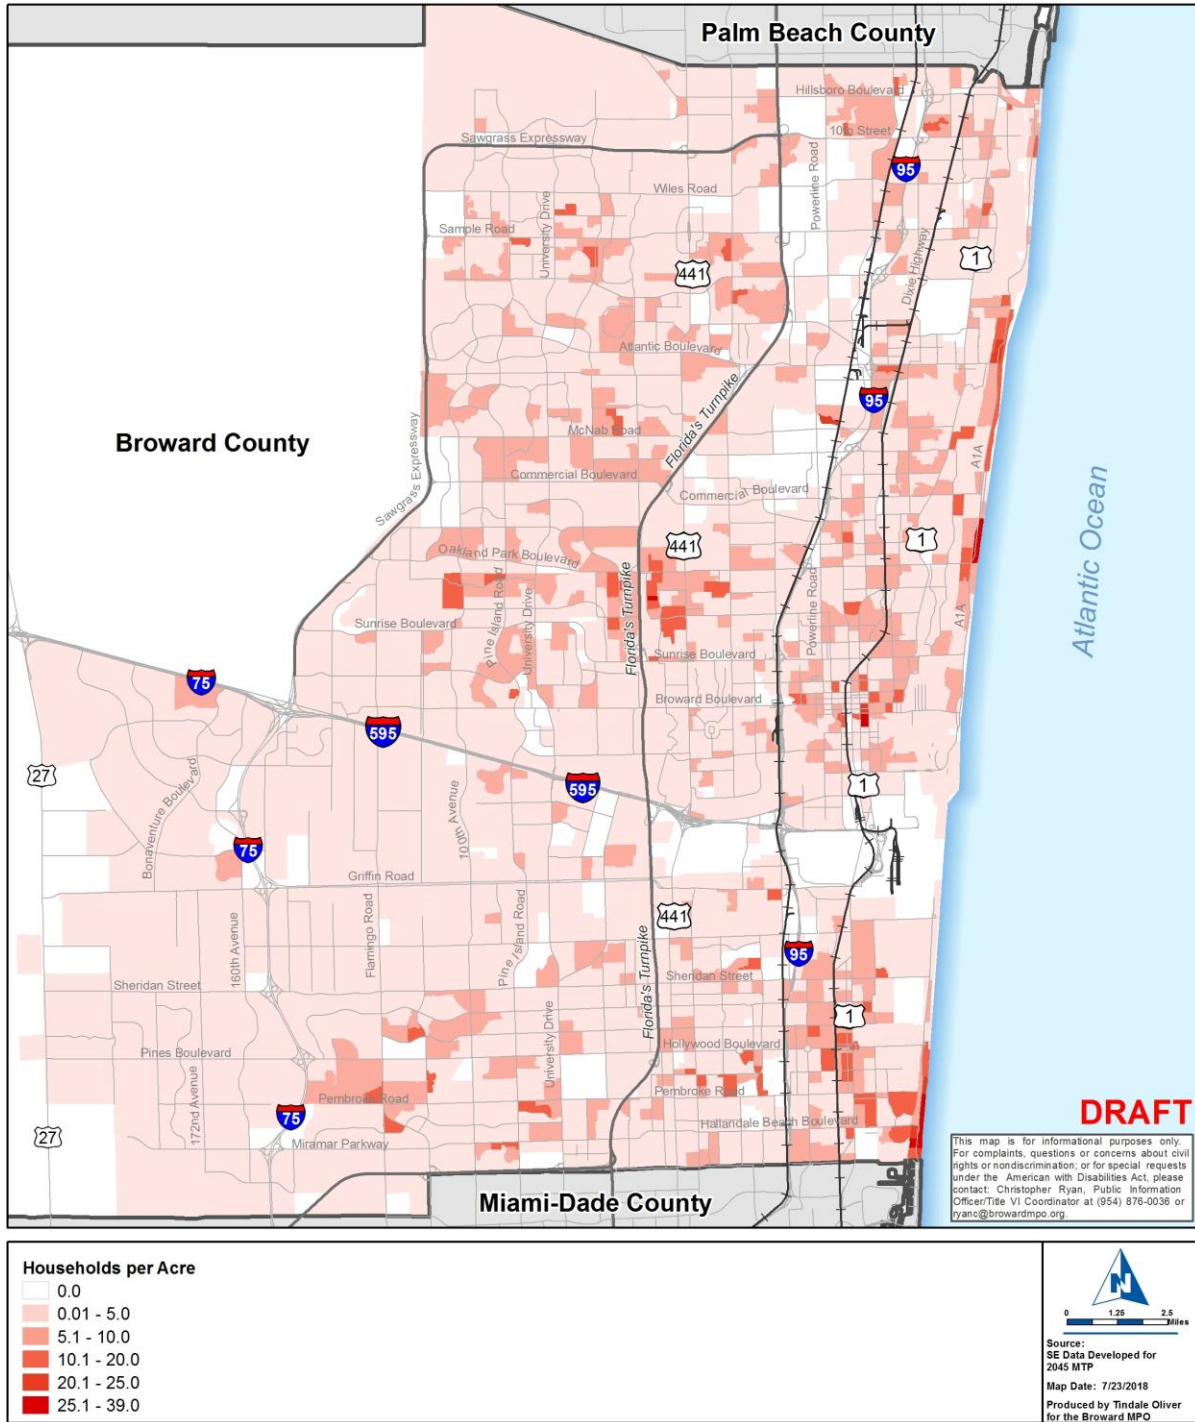 Palm Beach County
Hillsboro Boulevard
10th Street
Sawgrass Expressway
95
Powerline Road
Wiles Road
University Drive
Sample Road
1
441
Dixie Highway
Atlantic Boulevard
Florida's Turnpike
95
Broward County
McNab Road
A1A
Sawgrass Expressway
Commercial Boulevard
Commercial Boulevard
Atlantic Ocean
441
1
Oakland Park Boulevard
Florida's Turnpike
Pine Island Road
University Drive
Powerline Road
A1A
Sunrise Boulevard
Sunrise Boulevard
75
Broward Boulevard
595
27
595
1
Bonaventure Boulevard
100th Avenue
75
Griffin Road
441
Flamingo Road
Pine Island Road
160th Avenue
95
Florida's Turnpike
Sheridan Street
Sheridan Street
1
University Drive
Hollywood Boulevard
Pines Boulevard
172nd Avenue
Pembroke Road
Pembroke Road
75
Hallandale Beach Boulevard
DRAFT
27
Miramar Parkway
This map is for informational purposes only.
For complaints, questions or concerns about civil
rights or nondiscrimination; or for special requests
under the American with Disabilities Act, please
contact: Christopher Ryan, Public Information
Officer/Title VI Coordinator at (954) 876-0036 or
ryanc@browardmpo.org.
Miami-Dade County
Households per Acre
0.0
0.01 - 5.0
5.1 - 10.0
10.1 - 20.0
20.1 - 25.0
25.1 - 39.0
N
0 1.25 2.5
Miles
Source:
SE Data Developed for
2045 MTP
Map Date: 7/23/2018
Produced by Tindale Oliver
for the Broward MPO